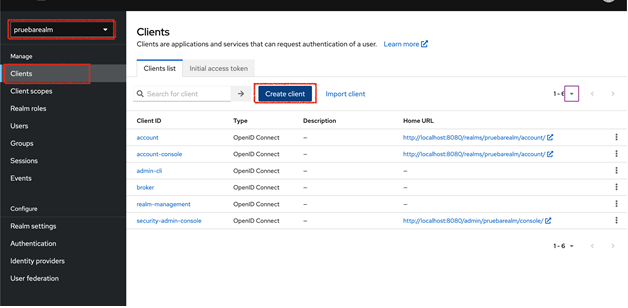 pruebarealm
Manage
Clients
Client scopes
Realm roles
Users
Groups
Sessions
Events
Configure
Realm settings
Authentication
Identity providers
User federation
Clients
Clients are applications and services that can request authentication of a user. Learn more
Clients list Initial access token
Search for client Create client Import client 1 - 6
Client ID Type Description Home URL
account OpenID Connect – http://localhost:8080/realms/pruebarealm/account/
account-console OpenID Connect – http://localhost:8080/realms/pruebarealm/account/
admin-cli OpenID Connect – –
broker OpenID Connect – –
realm-management OpenID Connect – –
security-admin-console OpenID Connect – http://localhost:8080/admin/pruebarealm/console/
1 - 6